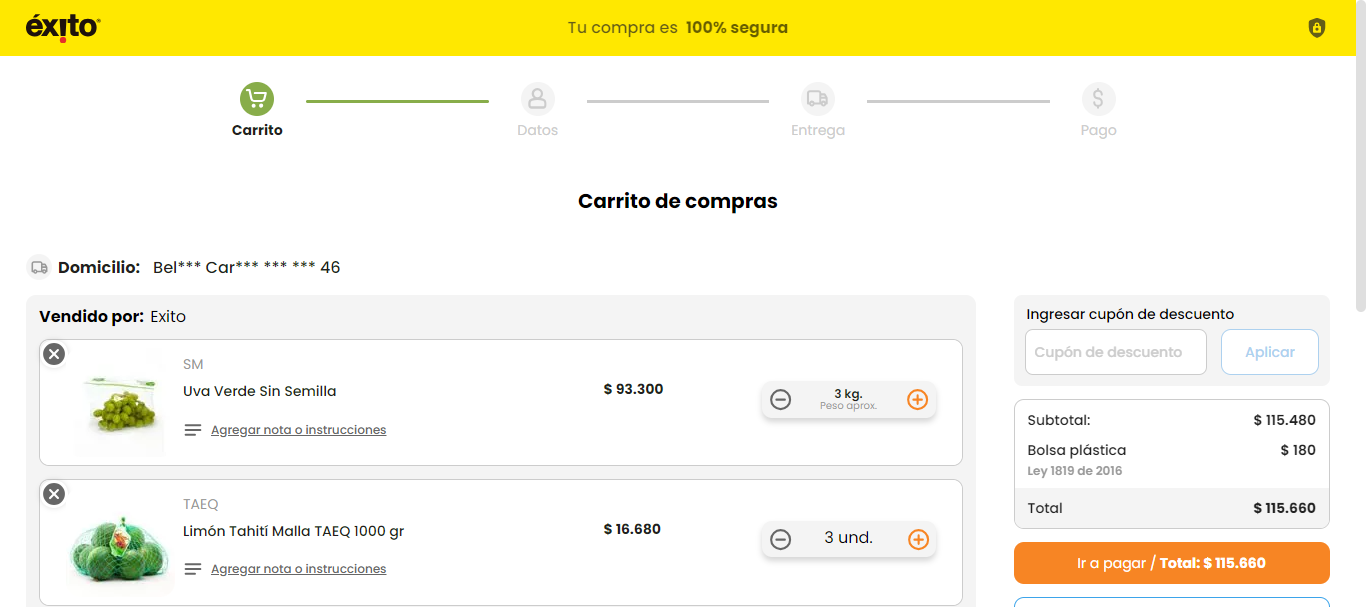 éxito
Tu compra es 100% segura
Carrito
Datos
Entrega
Pago
Carrito de compras
Domicilio: Bel*** Car*** *** *** 46
Vendido por: Exito
SM
Uva Verde Sin Semilla
$ 93.300
3 kg.
Peso aprox.
Agregar nota o instrucciones
TAEQ
Limón Tahití Malla TAEQ 1000 gr
$ 16.680
3 und.
Agregar nota o instrucciones
Ingresar cupón de descuento
Cupón de descuento
Aplicar
Subtotal: $ 115.480
Bolsa plástica $ 180
Ley 1819 de 2016
Total $ 115.660
Ir a pagar / Total: $ 115.660